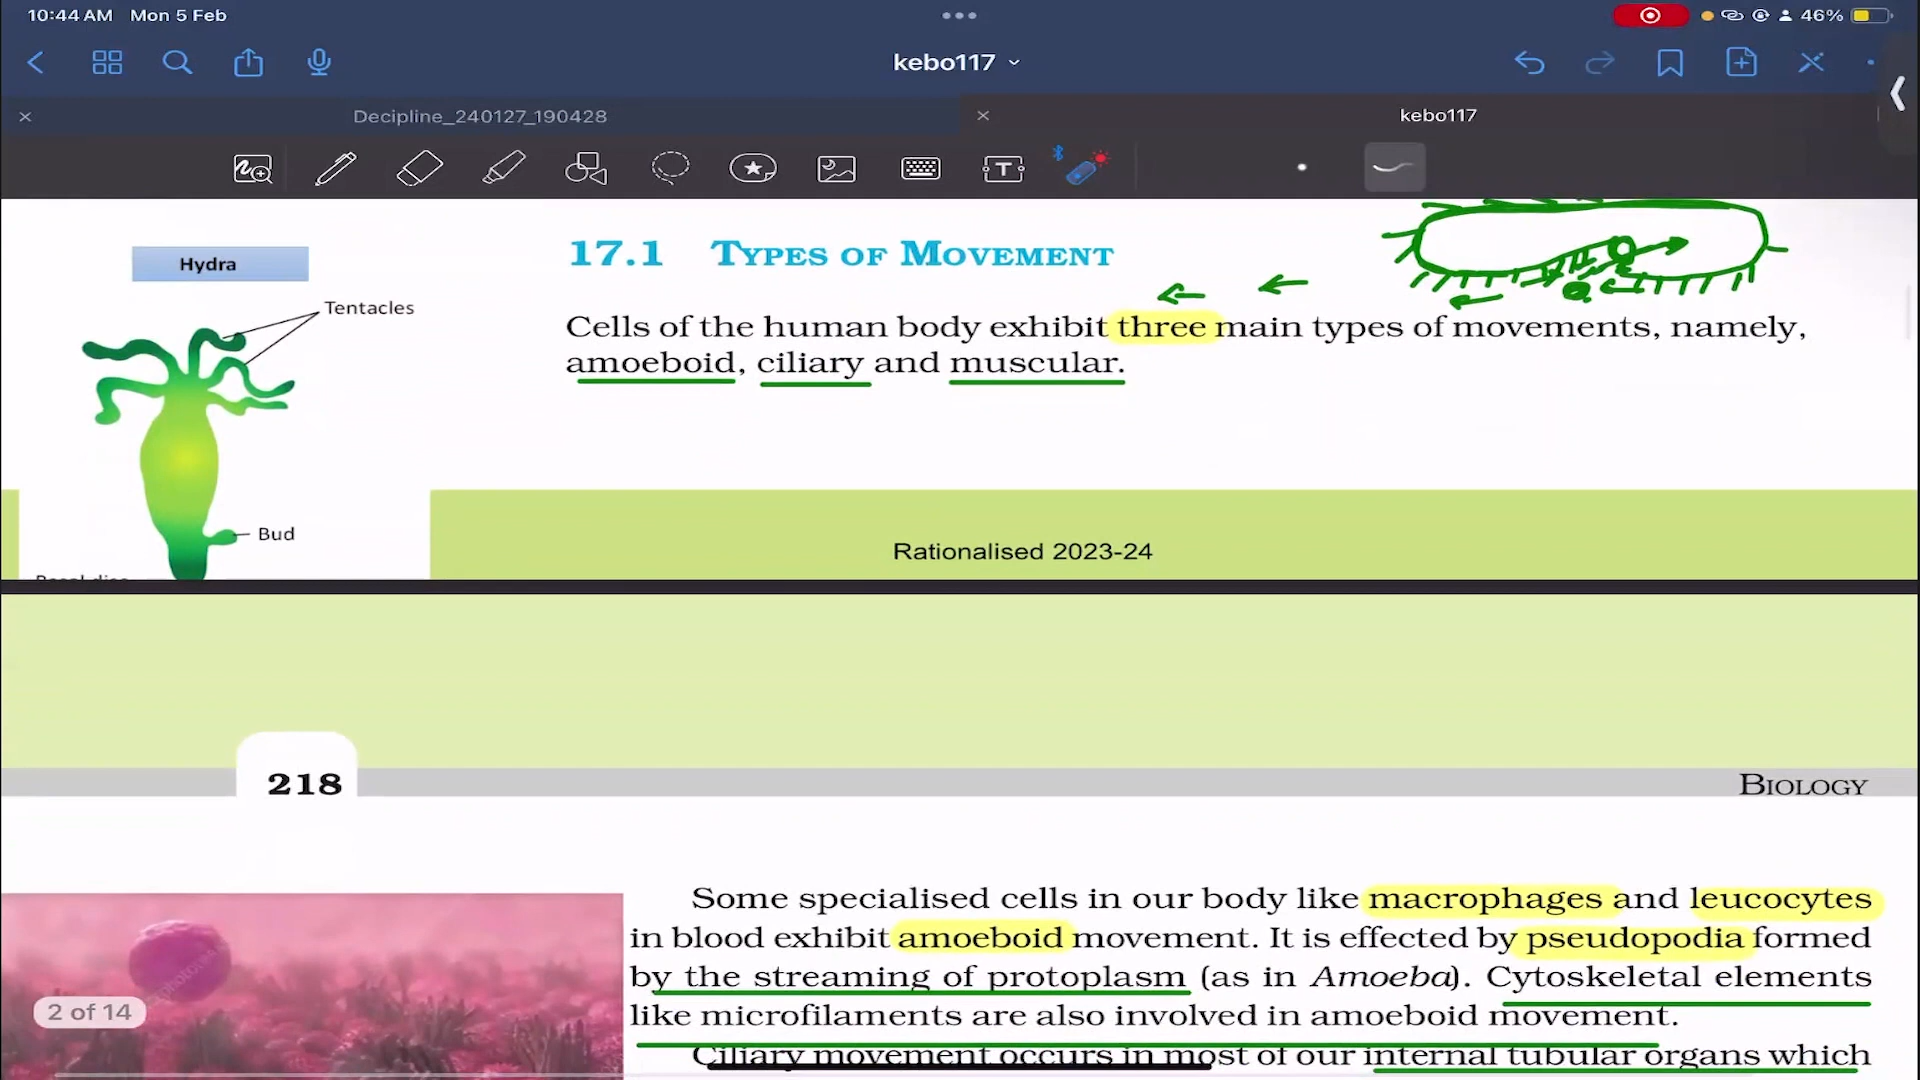 10:44 AM Mon 5 Feb
46%
kebo117
Decipline_240127_190428
kebo117
Hydra
Tentacles
Bud
17.1 TYPES OF MOVEMENT
Cells of the human body exhibit three main types of movements, namely,
amoeboid, ciliary and muscular.
Rationalised 2023-24
218
BIOLOGY
Some specialised cells in our body like macrophages and leucocytes
in blood exhibit amoeboid movement. It is effected by pseudopodia formed
by the streaming of protoplasm (as in Amoeba). Cytoskeletal elements
like microfilaments are also involved in amoeboid movement.
Ciliary movement occurs in most of our internal tubular organs which
2 of 14